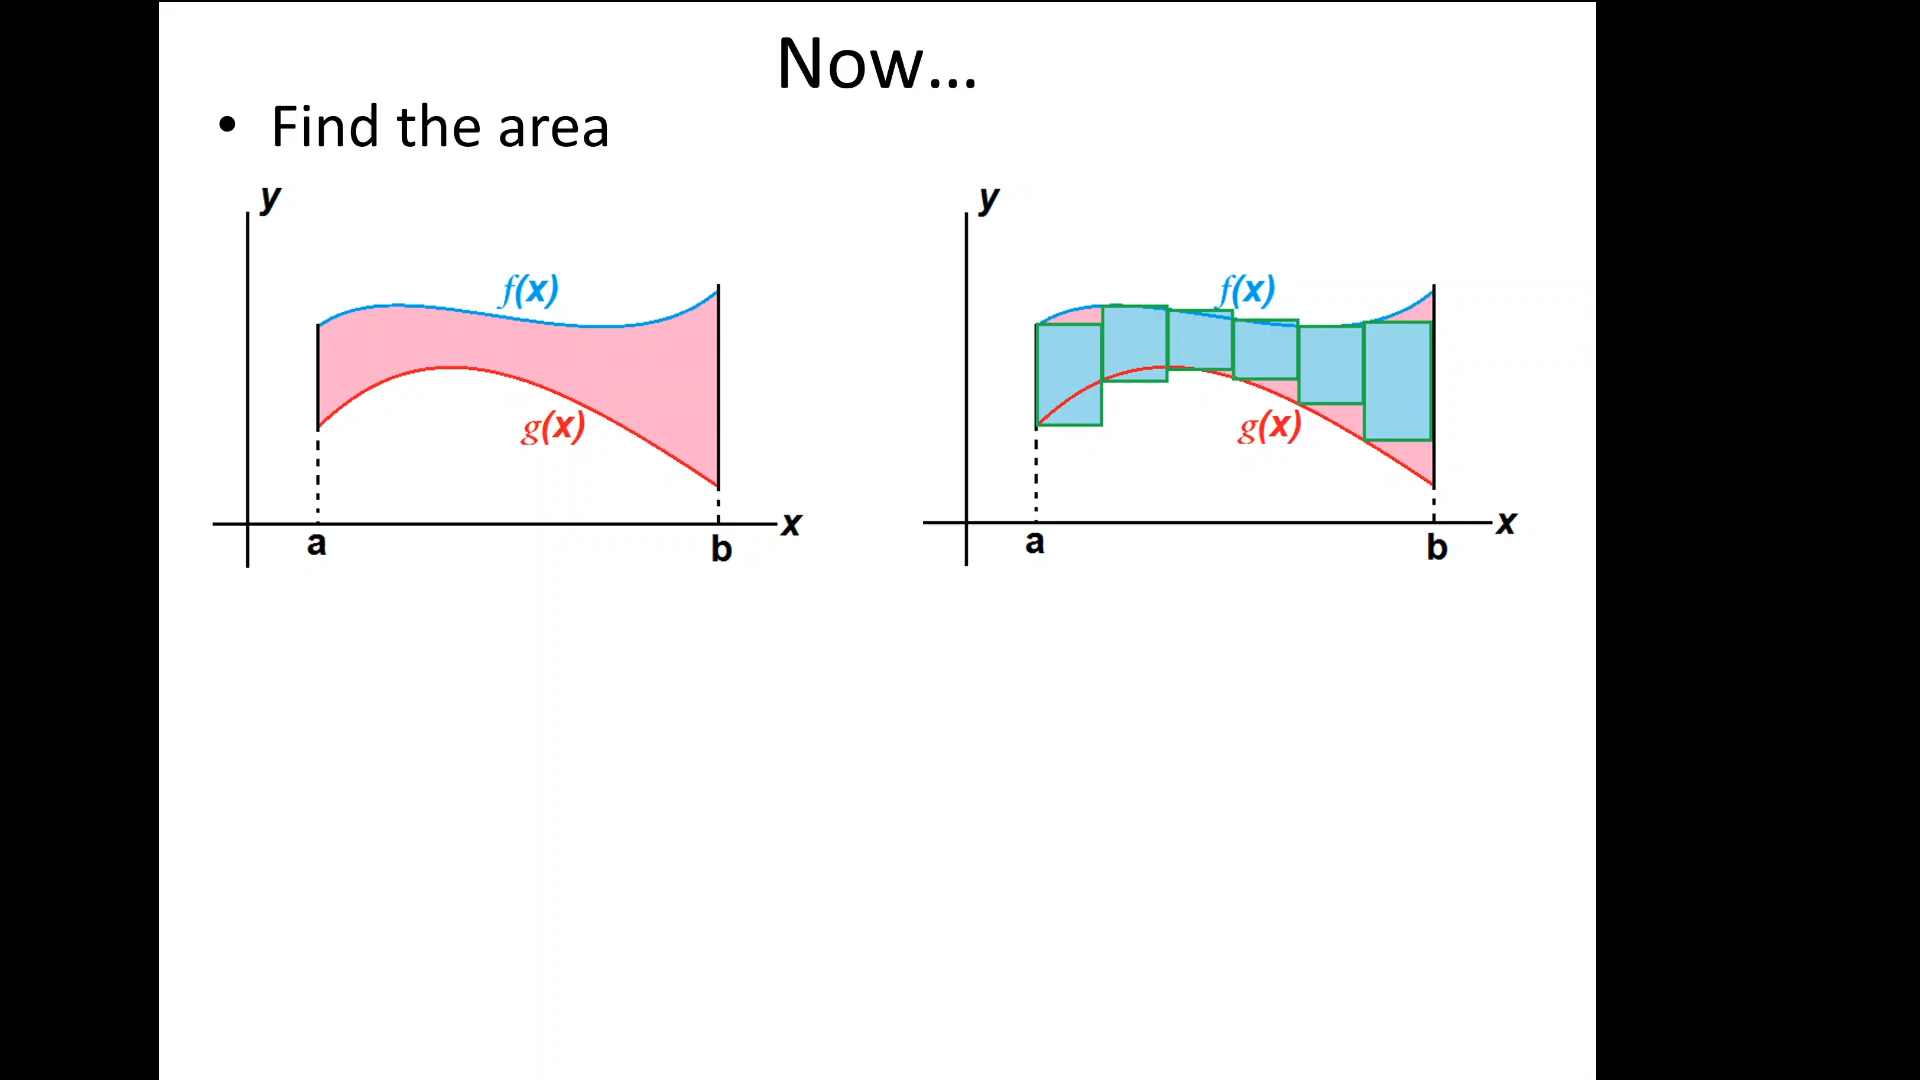 Now...
• Find the area
y
f(x)
g(x)
x
a
b
y
f(x)
g(x)
x
a
b